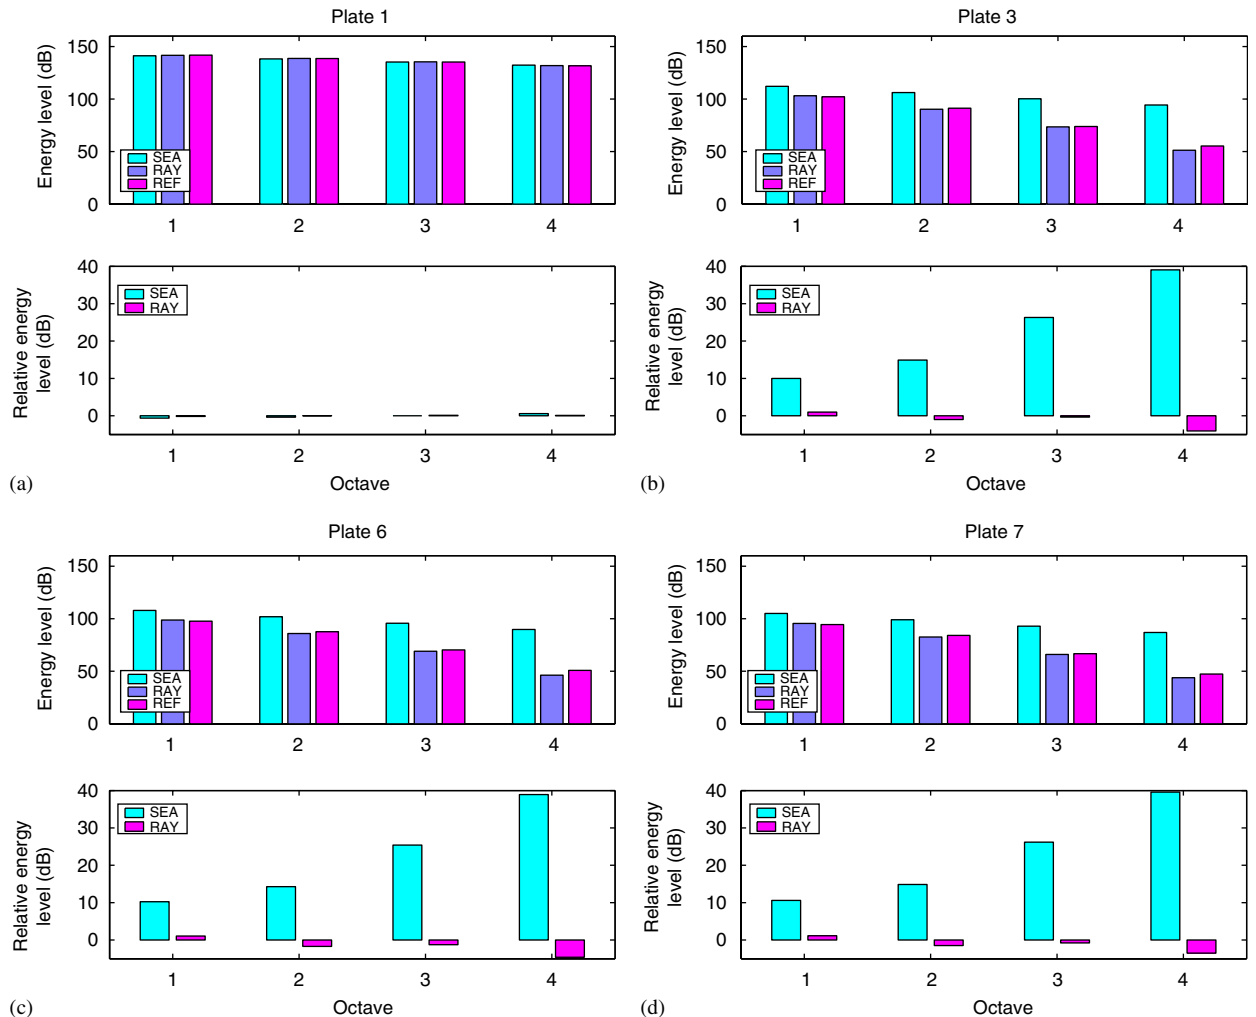 Plate 1
Energy level (dB)
150
100
50
0
SEA
RAY
REF
1 2 3 4
Relative energy
level (dB)
40
30
20
10
0
SEA
RAY
1 2 3 4
(a)
Octave
Plate 3
Energy level (dB)
150
100
50
0
SEA
RAY
REF
1 2 3 4
Relative energy
level (dB)
40
30
20
10
0
SEA
RAY
1 2 3 4
(b)
Octave
Plate 6
Energy level (dB)
150
100
50
0
SEA
RAY
REF
1 2 3 4
Relative energy
level (dB)
40
30
20
10
0
SEA
RAY
1 2 3 4
(c)
Octave
Plate 7
Energy level (dB)
150
100
50
0
SEA
RAY
REF
1 2 3 4
Relative energy
level (dB)
40
30
20
10
0
SEA
RAY
1 2 3 4
(d)
Octave